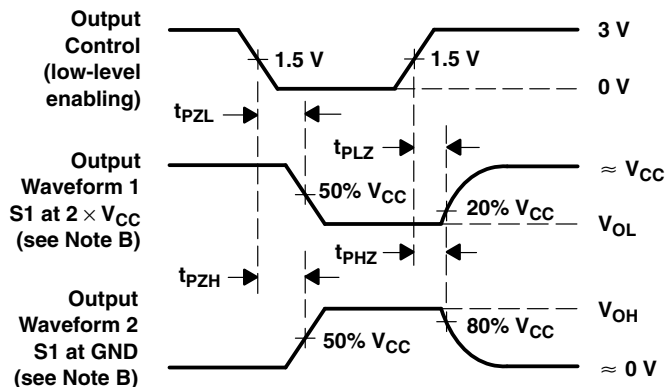 Output
Control
(low-level
enabling)
1.5 V
1.5 V
3 V
0 V
tPZL
tPLZ
Output
Waveform 1
S1 at 2 × VCC
(see Note B)
50% VCC
20% VCC
≈ VCC
VOL
tPZH
tPHZ
Output
Waveform 2
S1 at GND
(see Note B)
50% VCC
80% VCC
VOH
≈ 0 V